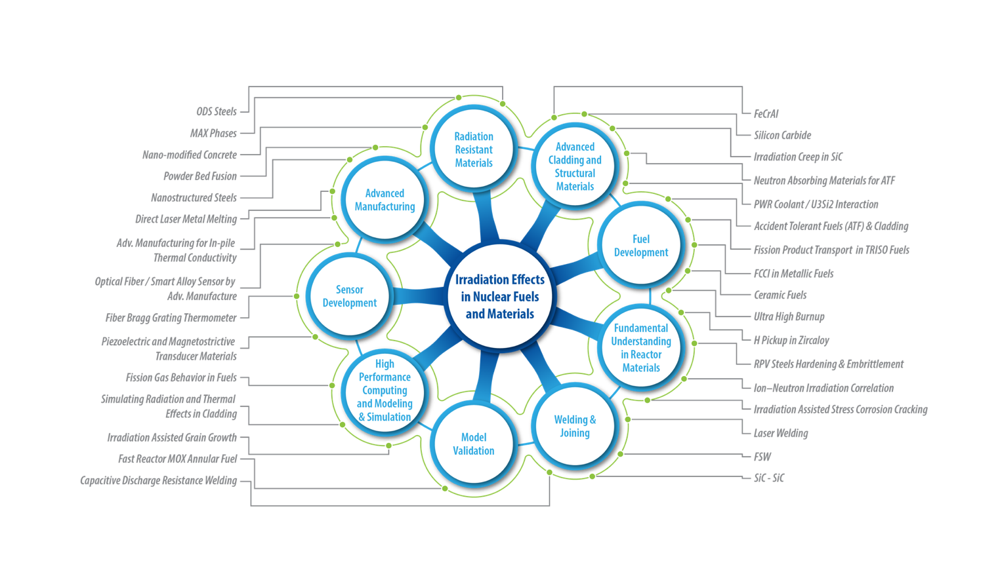 ODS Steels
MAX Phases
Nano-modified Concrete
Powder Bed Fusion
Nanostructured Steels
Direct Laser Metal Melting
Adv. Manufacturing for In-pile
Thermal Conductivity
Optical Fiber / Smart Alloy Sensor by
Adv. Manufacture
Fiber Bragg Grating Thermometer
Piezoelectric and Magnetostrictive
Transducer Materials
Fission Gas Behavior in Fuels
Simulating Radiation and Thermal
Effects in Cladding
Irradiation Assisted Grain Growth
Fast Reactor MOX Annular Fuel
Capacitive Discharge Resistance Welding
Radiation
Resistant
Materials
Advanced
Cladding and
Structural
Materials
Advanced
Manufacturing
Fuel
Development
Sensor
Development
Irradiation Effects
in Nuclear Fuels
and Materials
Fundamental
Understanding
in Reactor
Materials
High
Performance
Computing
and Modeling
& Simulation
Welding &
Joining
Model
Validation
FeCrAl
Silicon Carbide
Irradiation Creep in SiC
Neutron Absorbing Materials for ATF
PWR Coolant / U3Si2 Interaction
Accident Tolerant Fuels (ATF) & Cladding
Fission Product Transport in TRISO Fuels
FCCI in Metallic Fuels
Ceramic Fuels
Ultra High Burnup
H Pickup in Zircaloy
RPV Steels Hardening & Embrittlement
Ion–Neutron Irradiation Correlation
Irradiation Assisted Stress Corrosion Cracking
Laser Welding
FSW
SiC - SiC